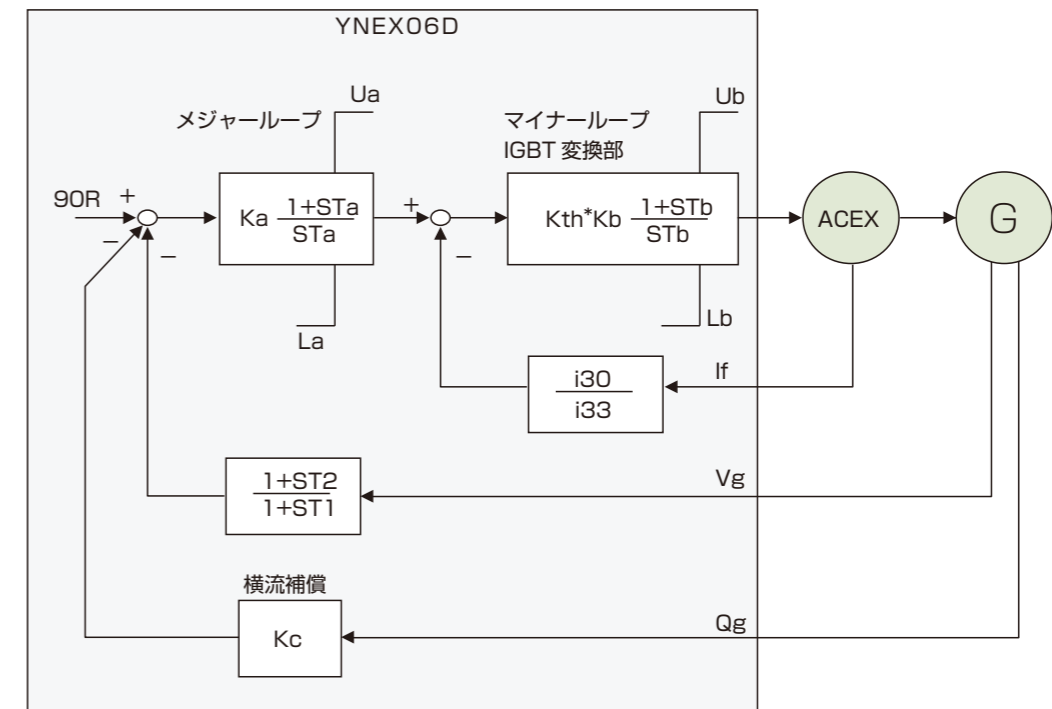 YNEX06D
メジャーループ
Ua
マイナーループ
IGBT 変換部
Ub
90R
+
−
−
Ka 1+STa
STa
+
−
Kth*Kb 1+STb
STb
ACEX
G
La
Lb
i30
i33
If
1+ST2
1+ST1
Vg
横流補償
Kc
Qg